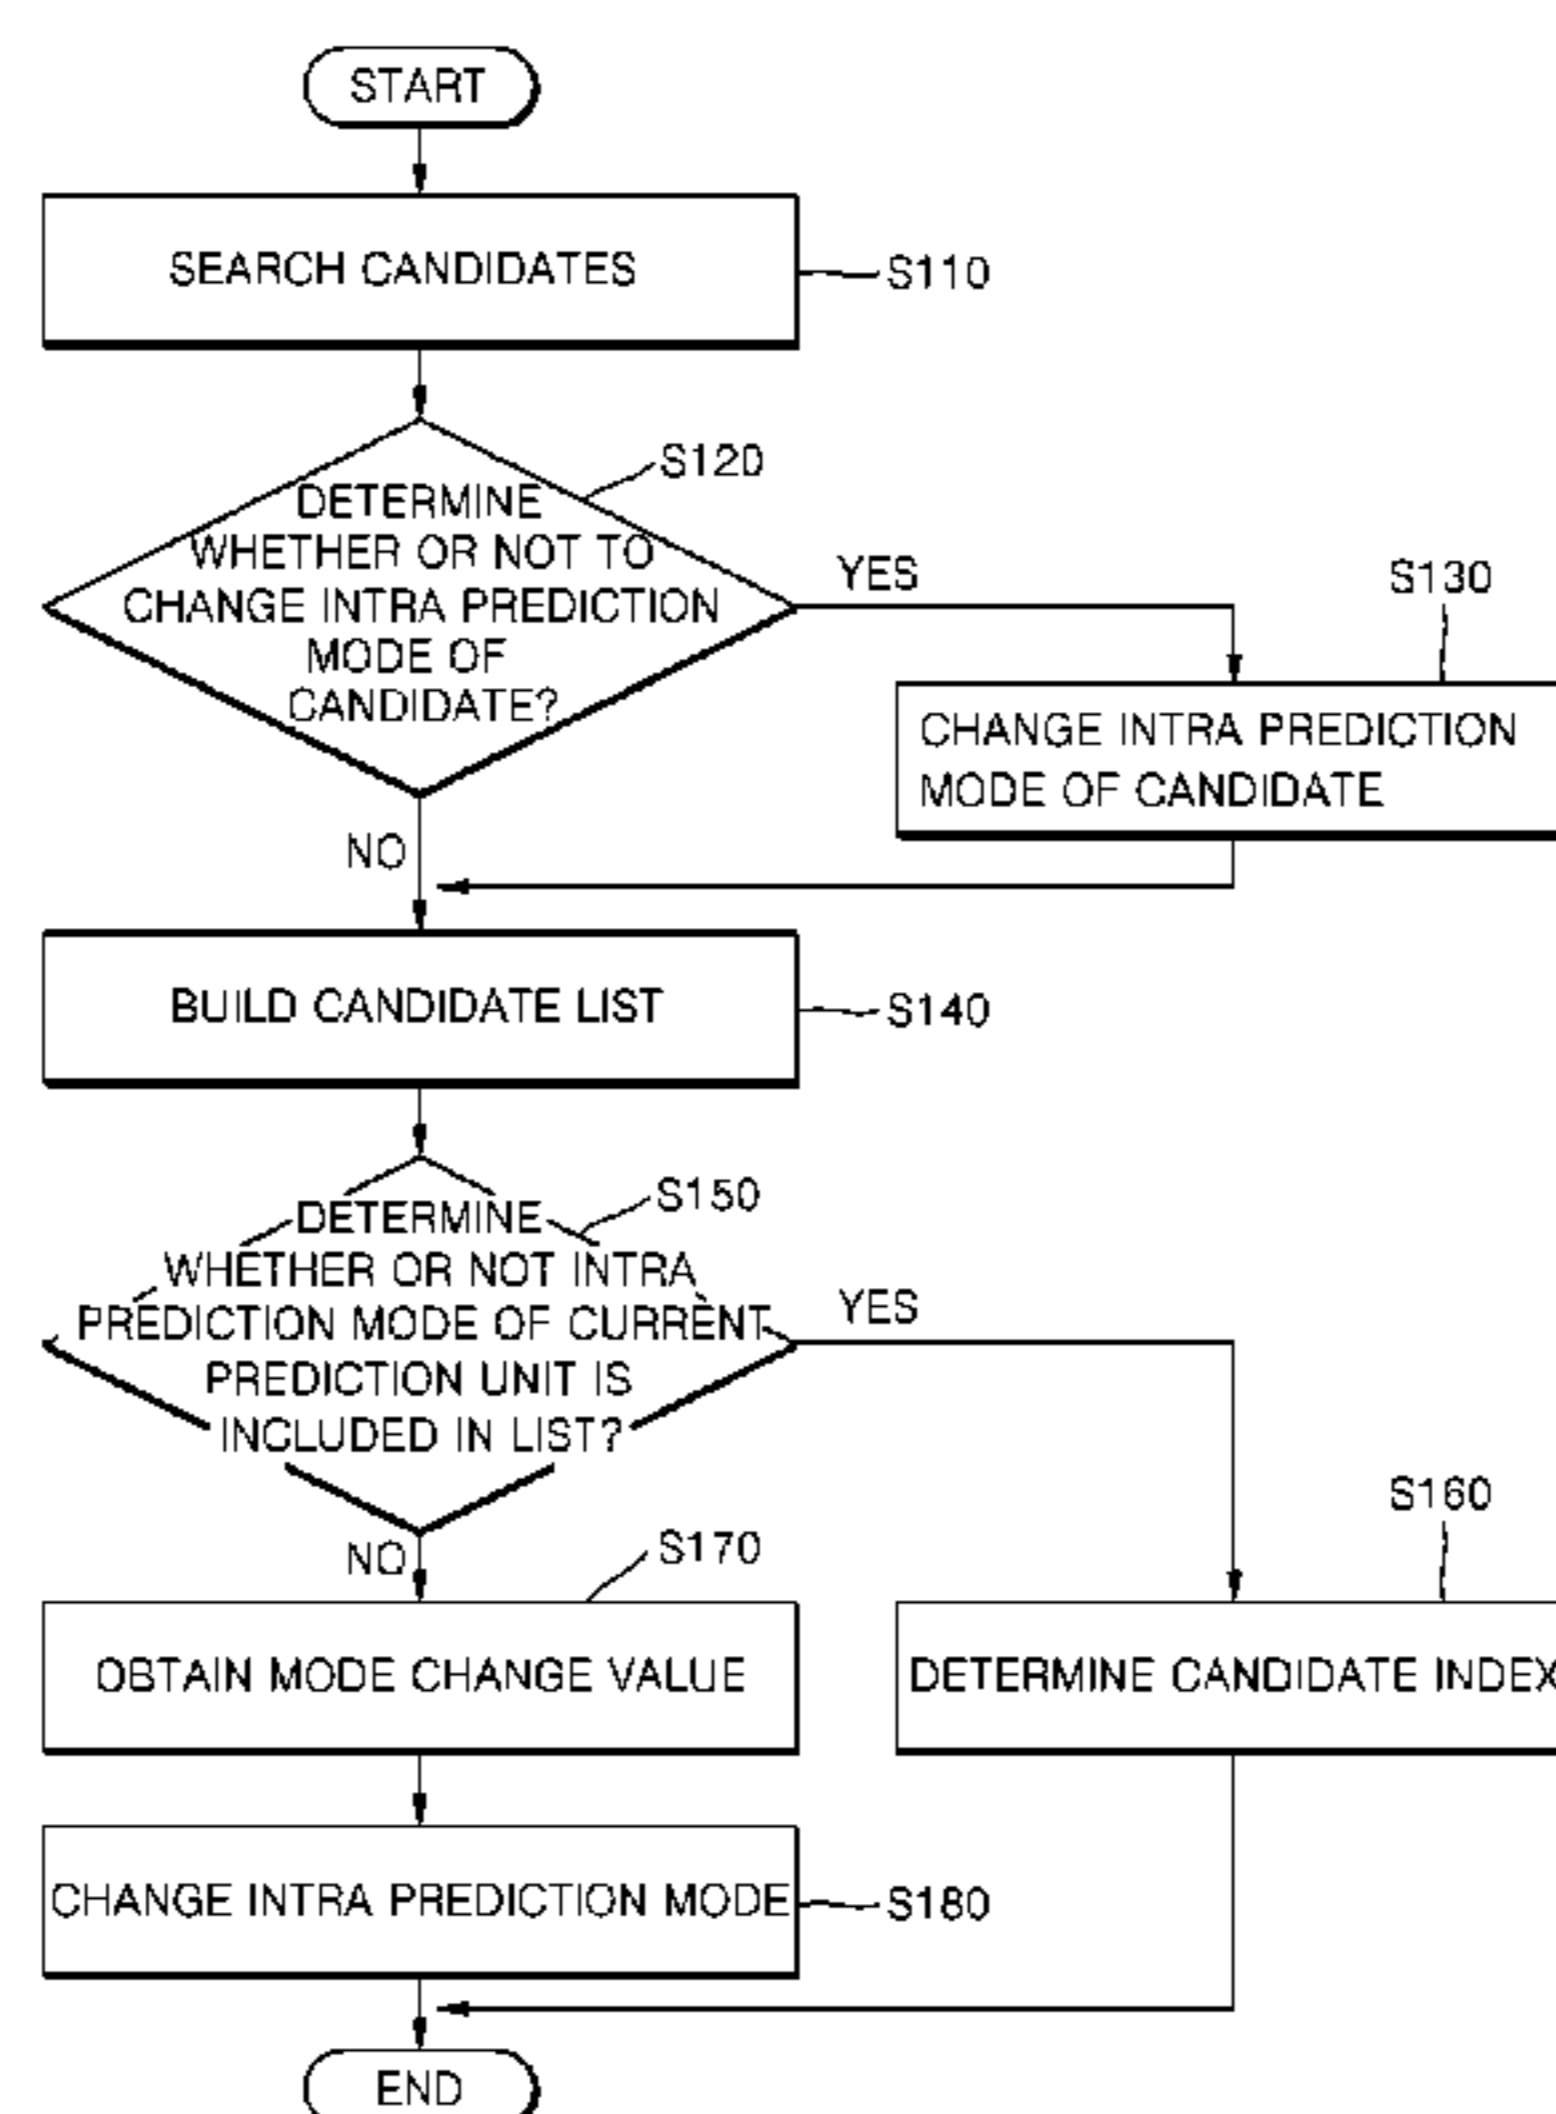 START
SEARCH CANDIDATES
S110
S120
DETERMINE
WHETHER OR NOT TO
CHANGE INTRA PREDICTION
MODE OF
CANDIDATE?
YES
S130
CHANGE INTRA PREDICTION
MODE OF CANDIDATE
NO
BUILD CANDIDATE LIST
S140
S150
DETERMINE
WHETHER OR NOT INTRA
PREDICTION MODE OF CURRENT
PREDICTION UNIT IS
INCLUDED IN LIST?
YES
S160
NO
S170
OBTAIN MODE CHANGE VALUE
DETERMINE CANDIDATE INDEX
CHANGE INTRA PREDICTION MODE
S180
END